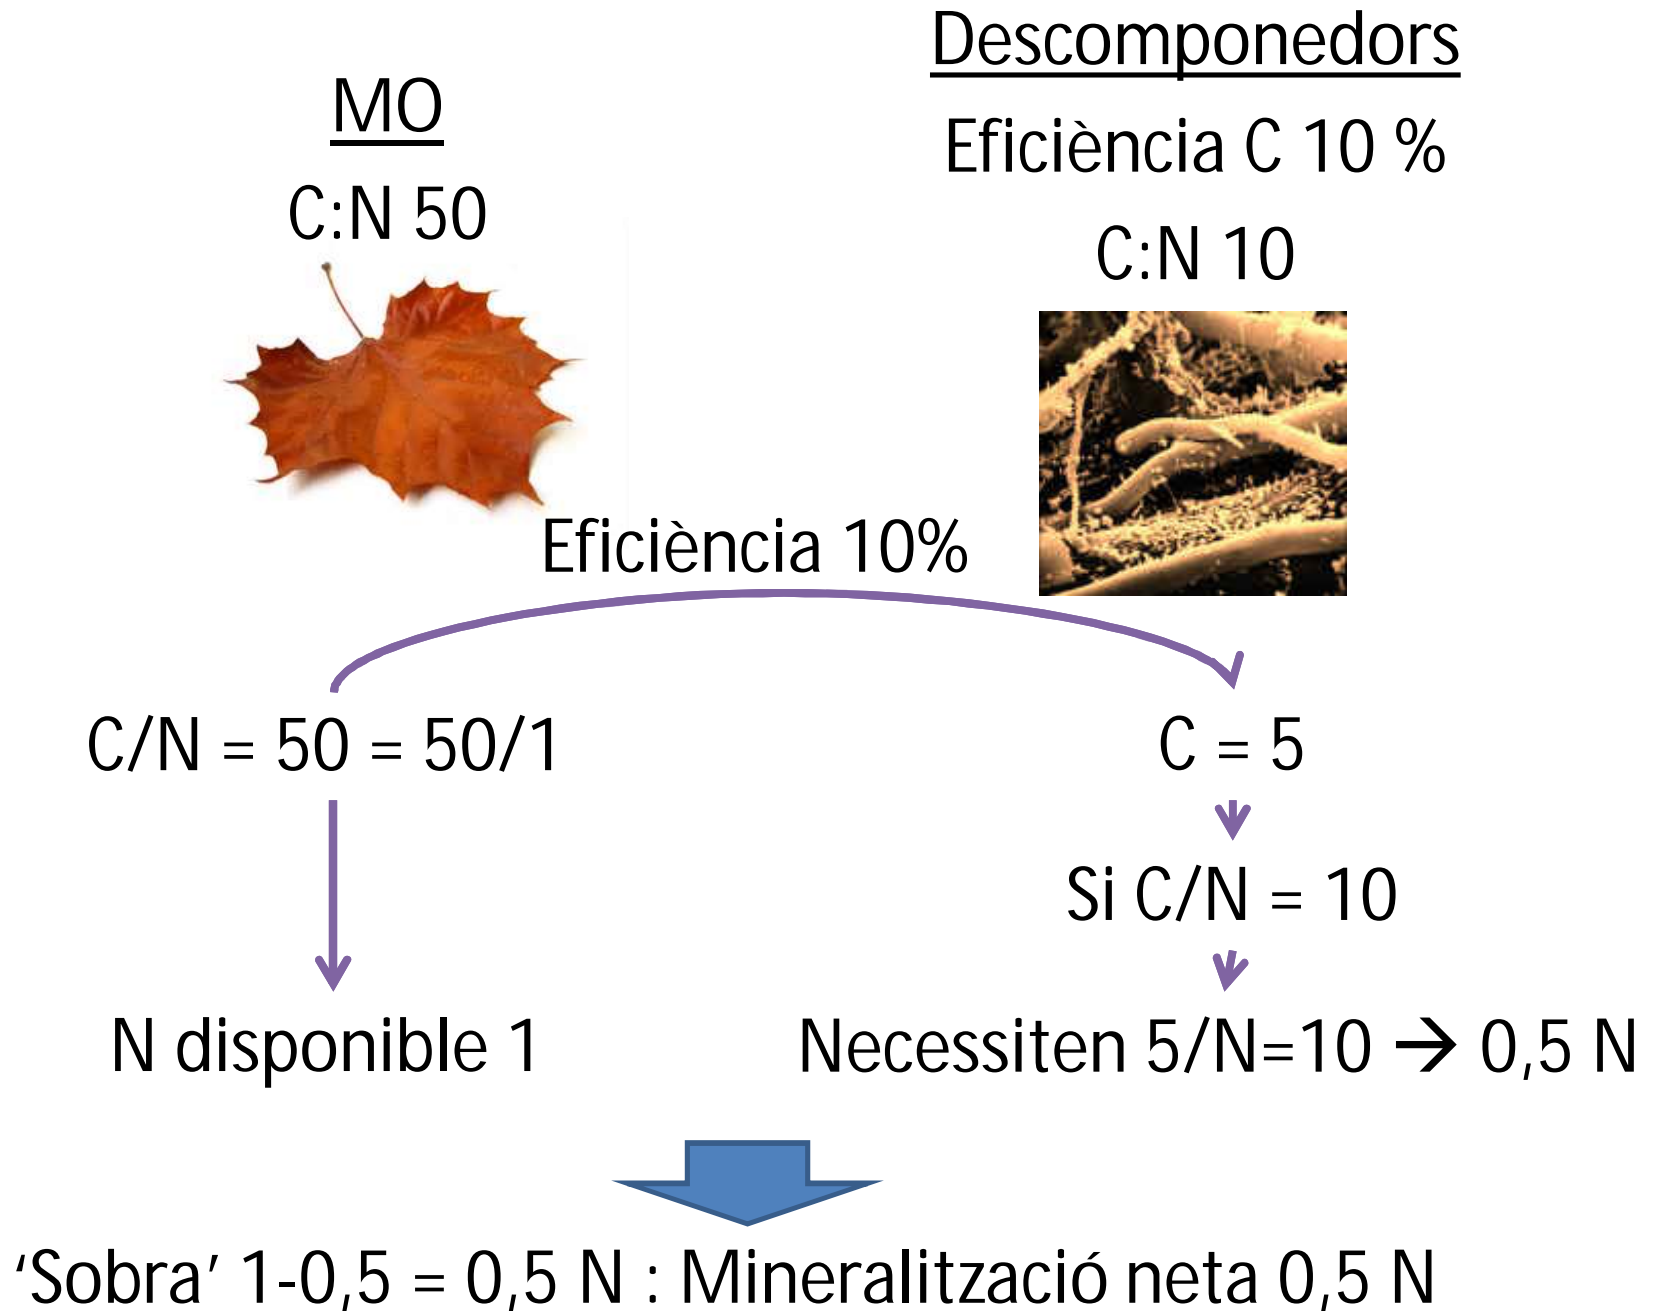 Descomponedors
MO
Eficiència C 10 %
C:N 50
C:N 10
Eficiència 10%
C/N = 50 = 50/1
C = 5
Si C/N = 10
N disponible 1
Necessiten 5/N=10 → 0,5 N
‘Sobra’ 1-0,5 = 0,5 N : Mineralització neta 0,5 N